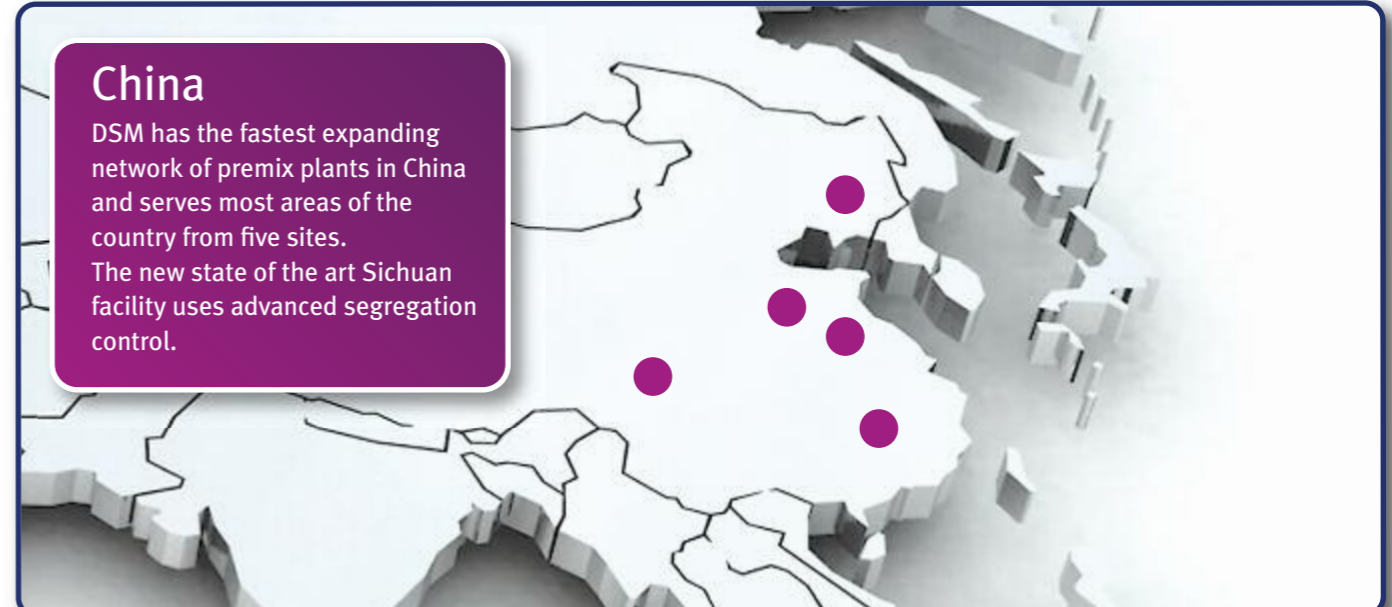 China
DSM has the fastest expanding
network of premix plants in China
and serves most areas of the
country from five sites.
The new state of the art Sichuan
facility uses advanced segregation
control.